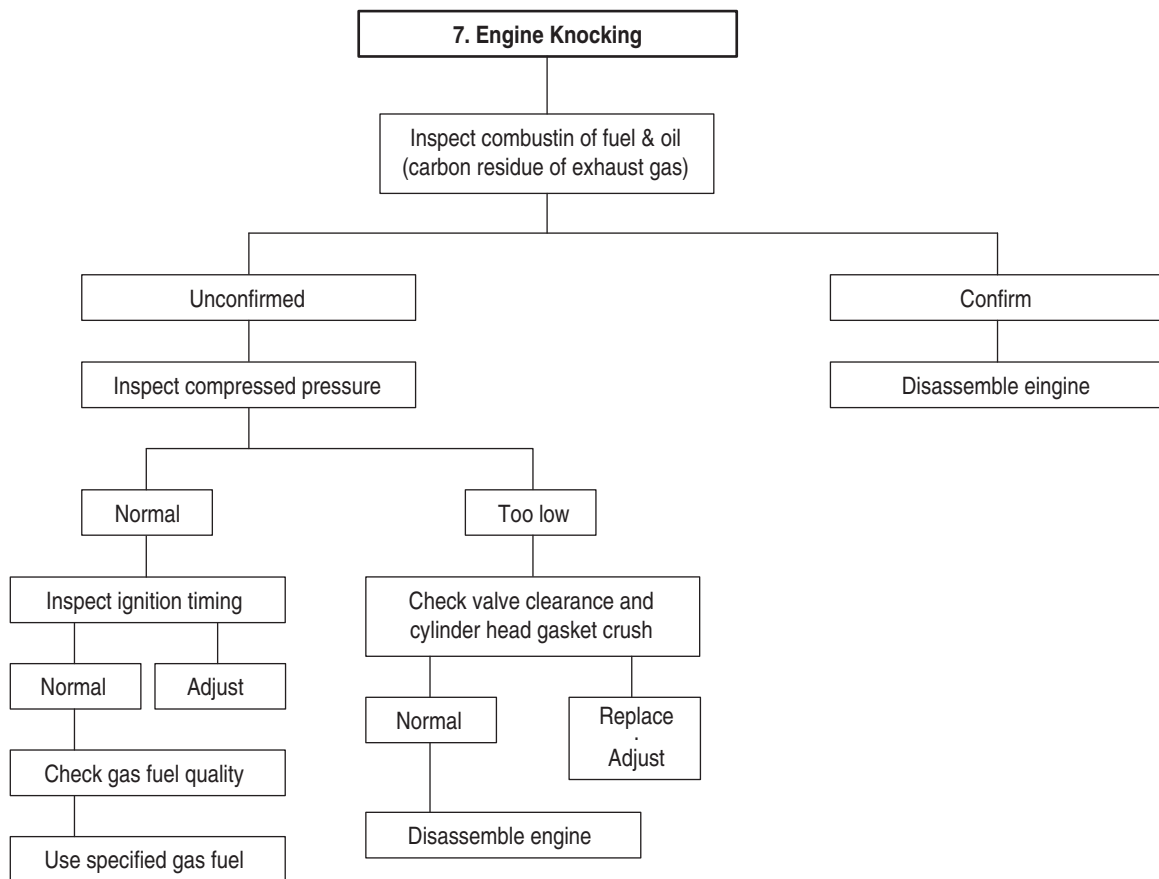 7. Engine Knocking
Inspect combustin of fuel & oil
(carbon residue of exhaust gas)
Unconfirmed
Confirm
Inspect compressed pressure
Disassemble eingine
Normal
Too low
Inspect ignition timing
Check valve clearance and
cylinder head gasket crush
Normal
Adjust
Normal
Replace
·
Adjust
Check gas fuel quality
Disassemble engine
Use specified gas fuel